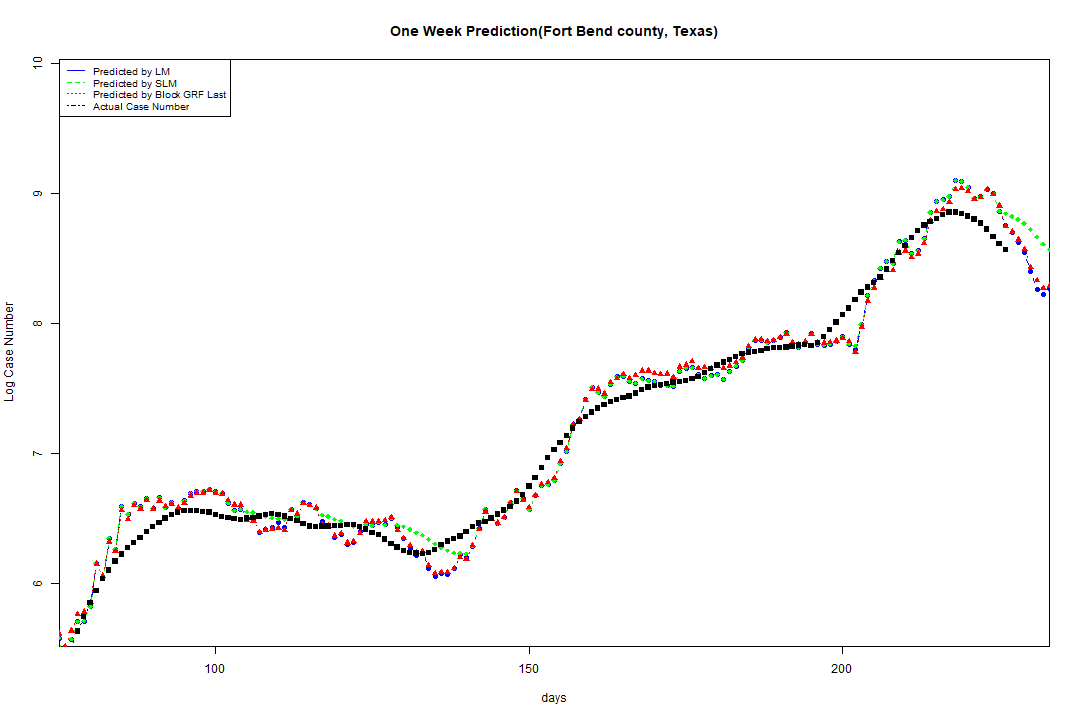 One Week Prediction(Fort Bend county, Texas)
Predicted by LM
Predicted by SLM
Predicted by Block GRF Last
Actual Case Number
10
9
8
7
6
Log Case Number
100
150
200
days